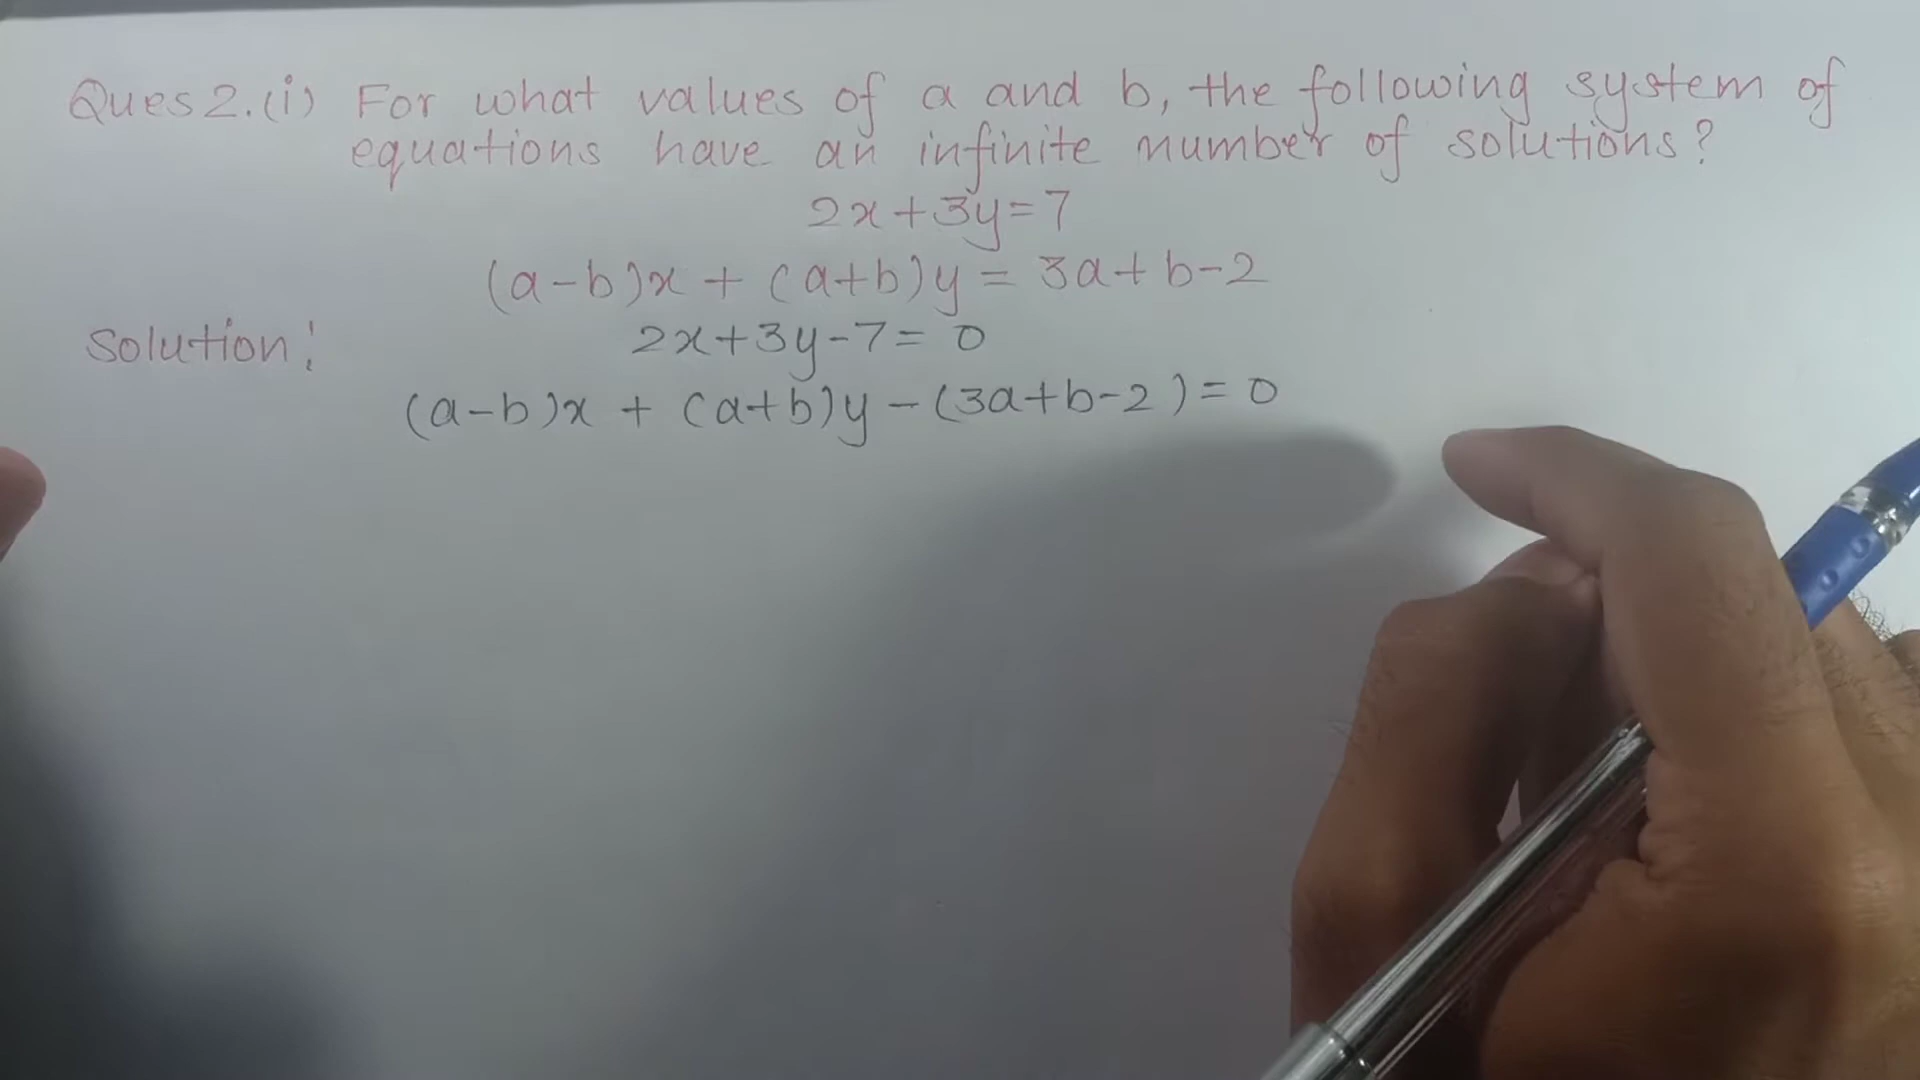 Ques 2. (i) For what values of a and b, the following system of
equations have an infinite number of solutions?
2x+3y=7
(a-b)x + (a+b)y = 3a+b-2
Solution:
2x+3y-7=0
(a-b)x + (a+b)y - (3a+b-2)=0